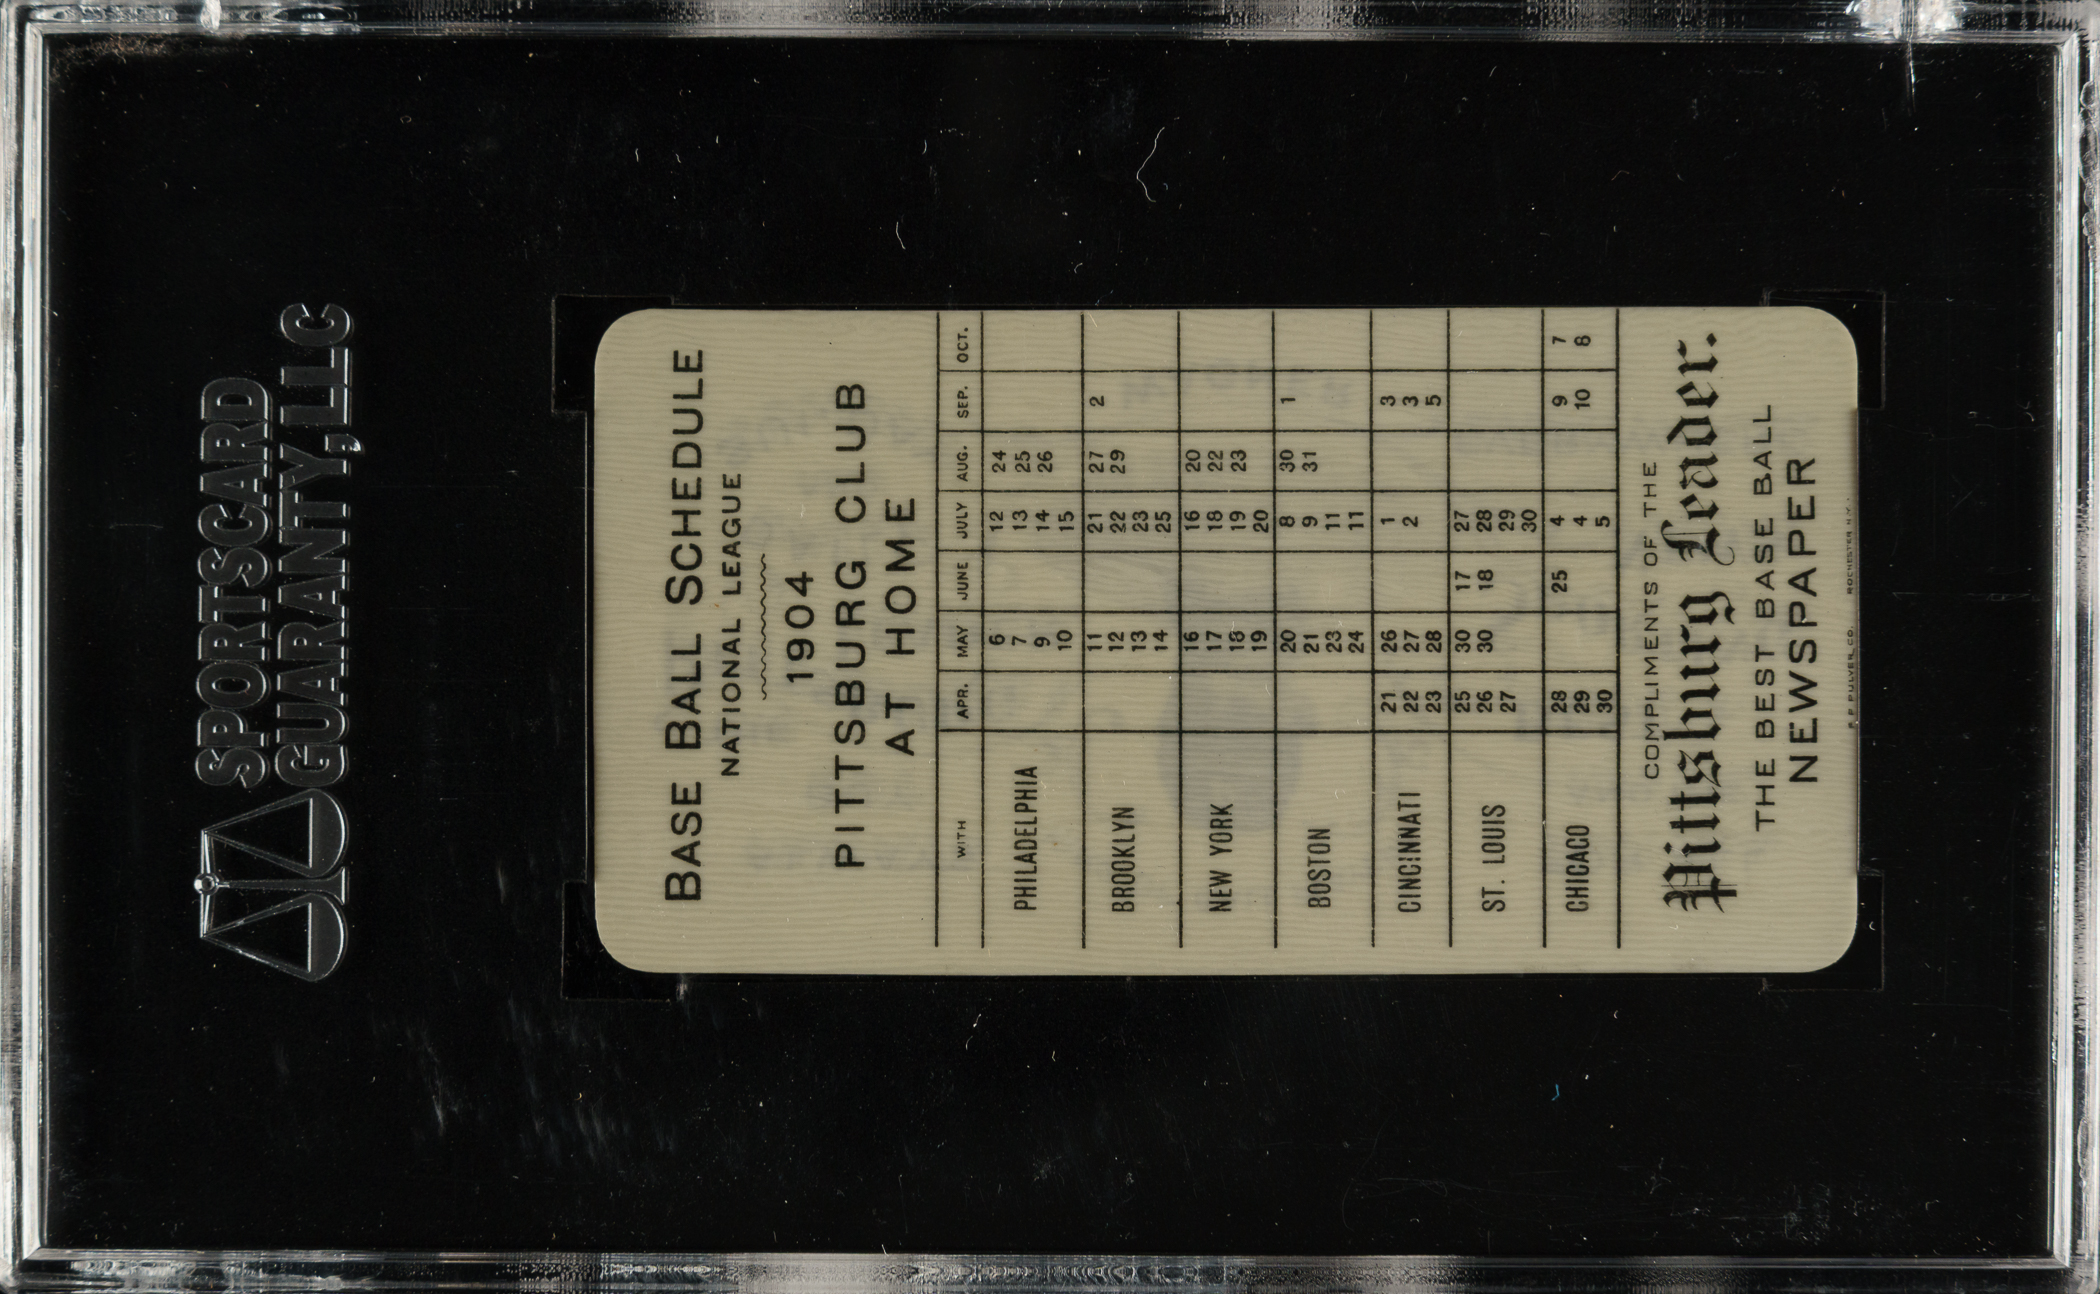 SPORTSCARD
GUARANTY, LLC
BASE BALL SCHEDULE
NATIONAL LEAGUE
1904
PITTSBURG CLUB
AT HOME
WITH APR. MAY JUNE JULY AUG. SEP. OCT.
PHILADELPHIA 6 12 24
7 13 25
9 14 26
10 15
BROOKLYN 11 21 27 2
12 22 29
13 23
14 25
NEW YORK 16 16 20
17 18 22
18 19 23
19 20
BOSTON 20 8 30 1
21 9 31
23 11
24 11
CINCINNATI 21 26 1 3
22 27 2 3
23 28 5
ST. LOUIS 25 30 17 27
26 30 18 28
27 29
30
CHICAGO 28 25 4 9 7
29 4 10 8
30 5
COMPLIMENTS OF THE
Pittsburg Leader.
THE BEST BASE BALL
NEWSPAPER
PULVER CO. ROCHESTER N.Y.